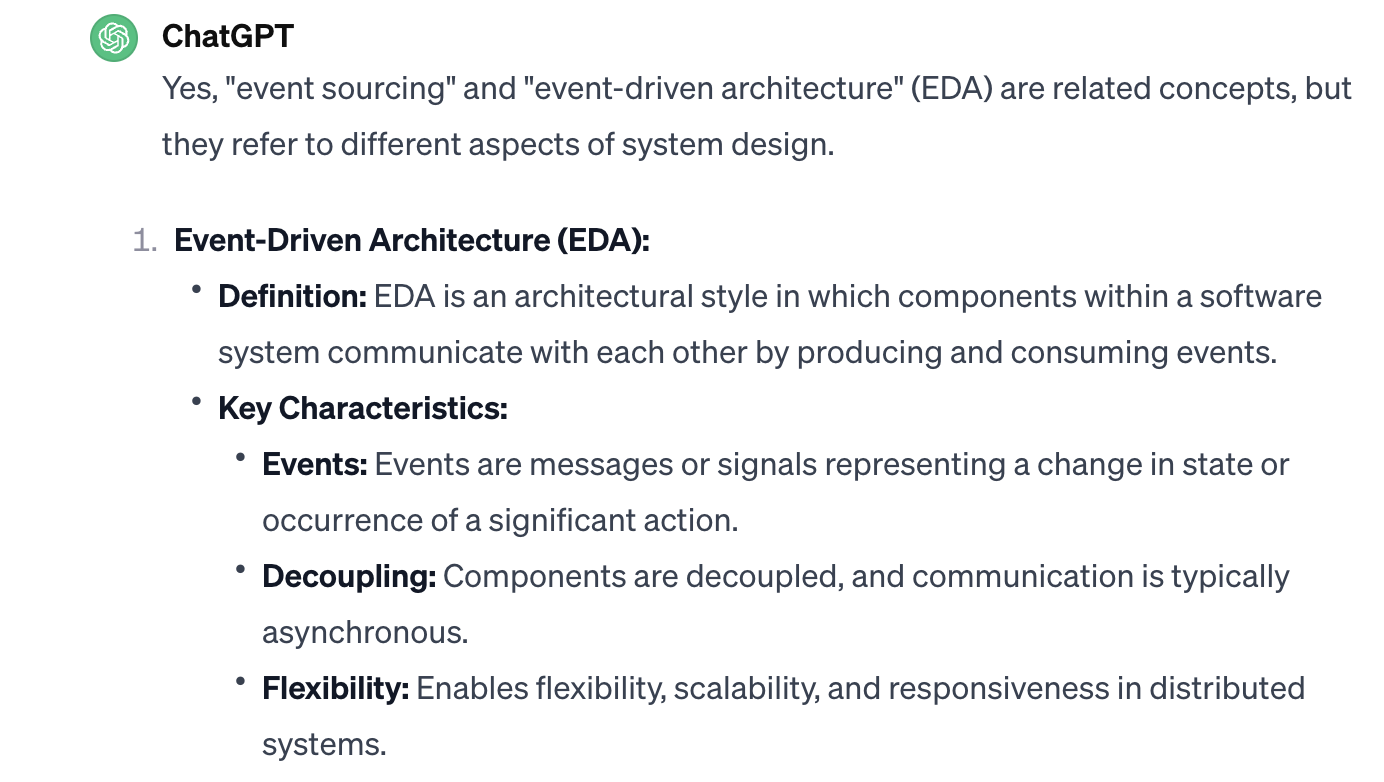 ChatGPT
Yes, "event sourcing" and "event-driven architecture" (EDA) are related concepts, but
they refer to different aspects of system design.
1. Event-Driven Architecture (EDA):
• Definition: EDA is an architectural style in which components within a software
system communicate with each other by producing and consuming events.
• Key Characteristics:
• Events: Events are messages or signals representing a change in state or
occurrence of a significant action.
• Decoupling: Components are decoupled, and communication is typically
asynchronous.
• Flexibility: Enables flexibility, scalability, and responsiveness in distributed
systems.